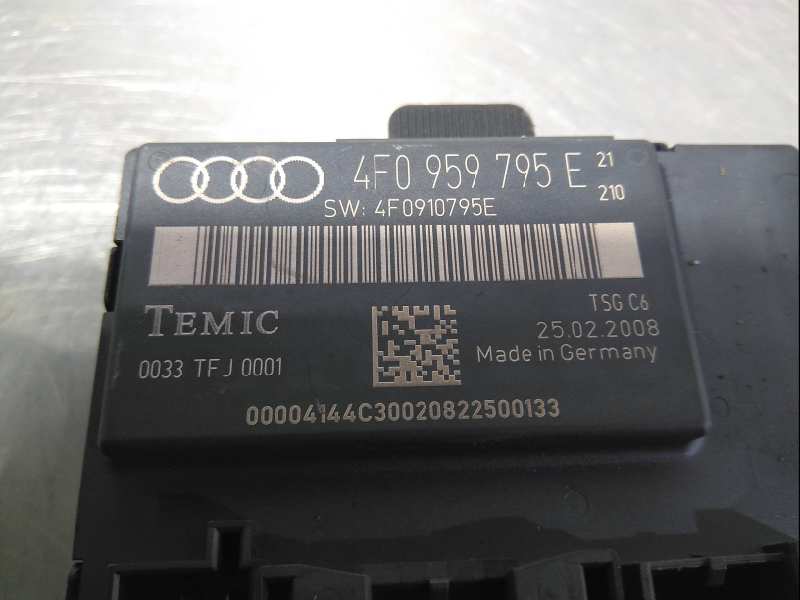 4F0 959 795 E 21
210
SW: 4F0910795E
TEMIC
TSG C6
25.02.2008
0033 TFJ 0001
Made in Germany
00004144C30020822500133